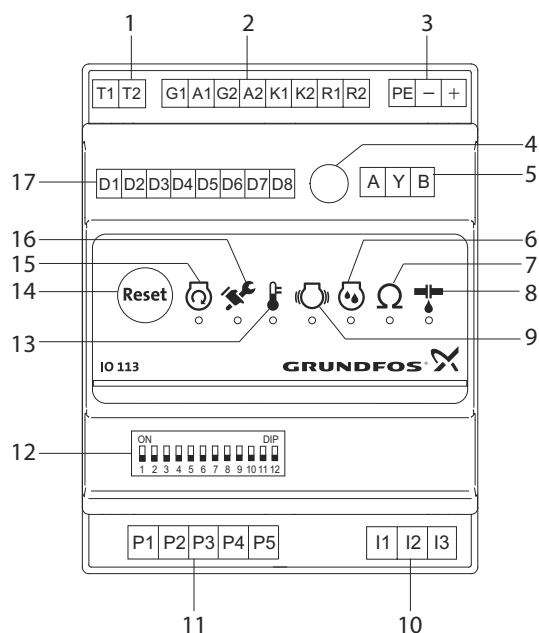 1 2 3
T1 T2 G1 A1 G2 A2 K1 K2 R1 R2 PE − +
4
17 D1 D2 D3 D4 D5 D6 D7 D8 A Y B 5
16 6
15 7
14 Reset Ω 8
13 9
IO 113 GRUNDFOS
ON DIP
12
1 2 3 4 5 6 7 8 9 10 11 12
P1 P2 P3 P4 P5 I1 I2 I3
11 10